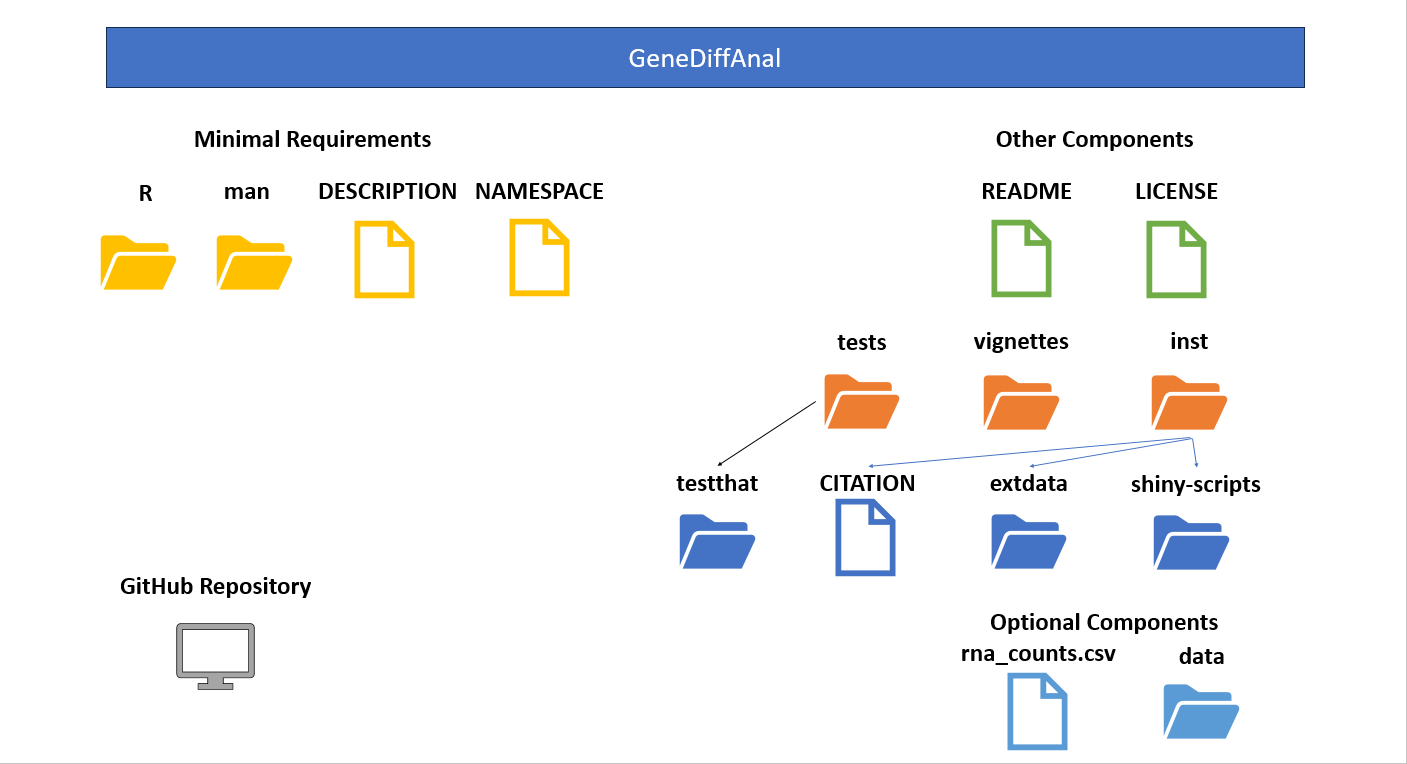 GeneDiffAnal
Minimal Requirements
Other Components
R
man
DESCRIPTION
NAMESPACE
README
LICENSE
tests
vignettes
inst
testthat
CITATION
extdata
shiny-scripts
GitHub Repository
Optional Components
rna_counts.csv
data